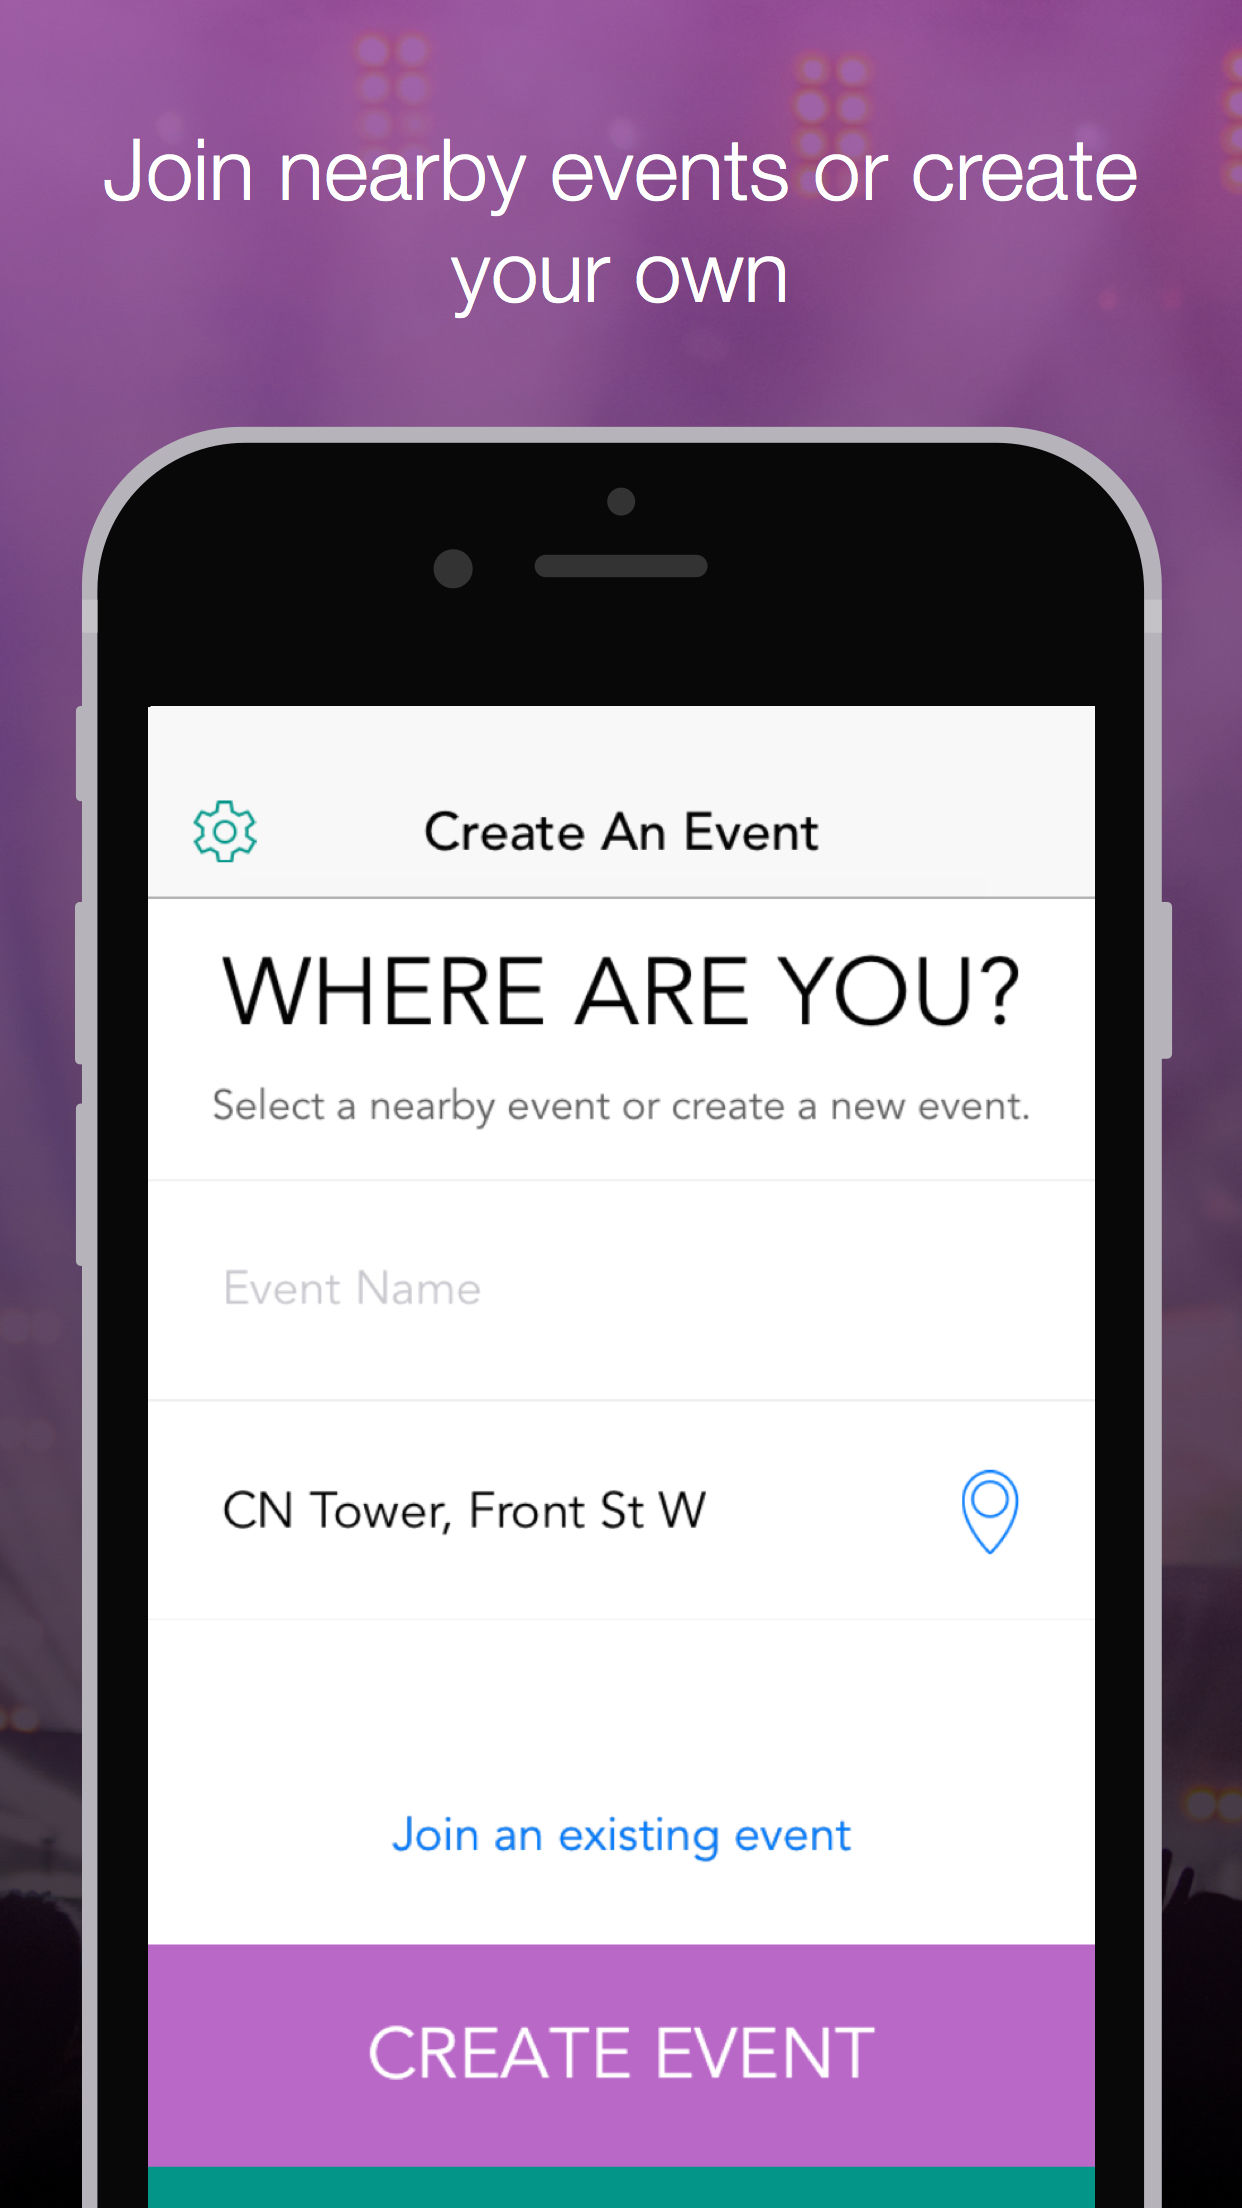 Join nearby events or create
your own
Create An Event
WHERE ARE YOU?
Select a nearby event or create a new event.
Event Name
CN Tower, Front St W
Join an existing event
CREATE EVENT